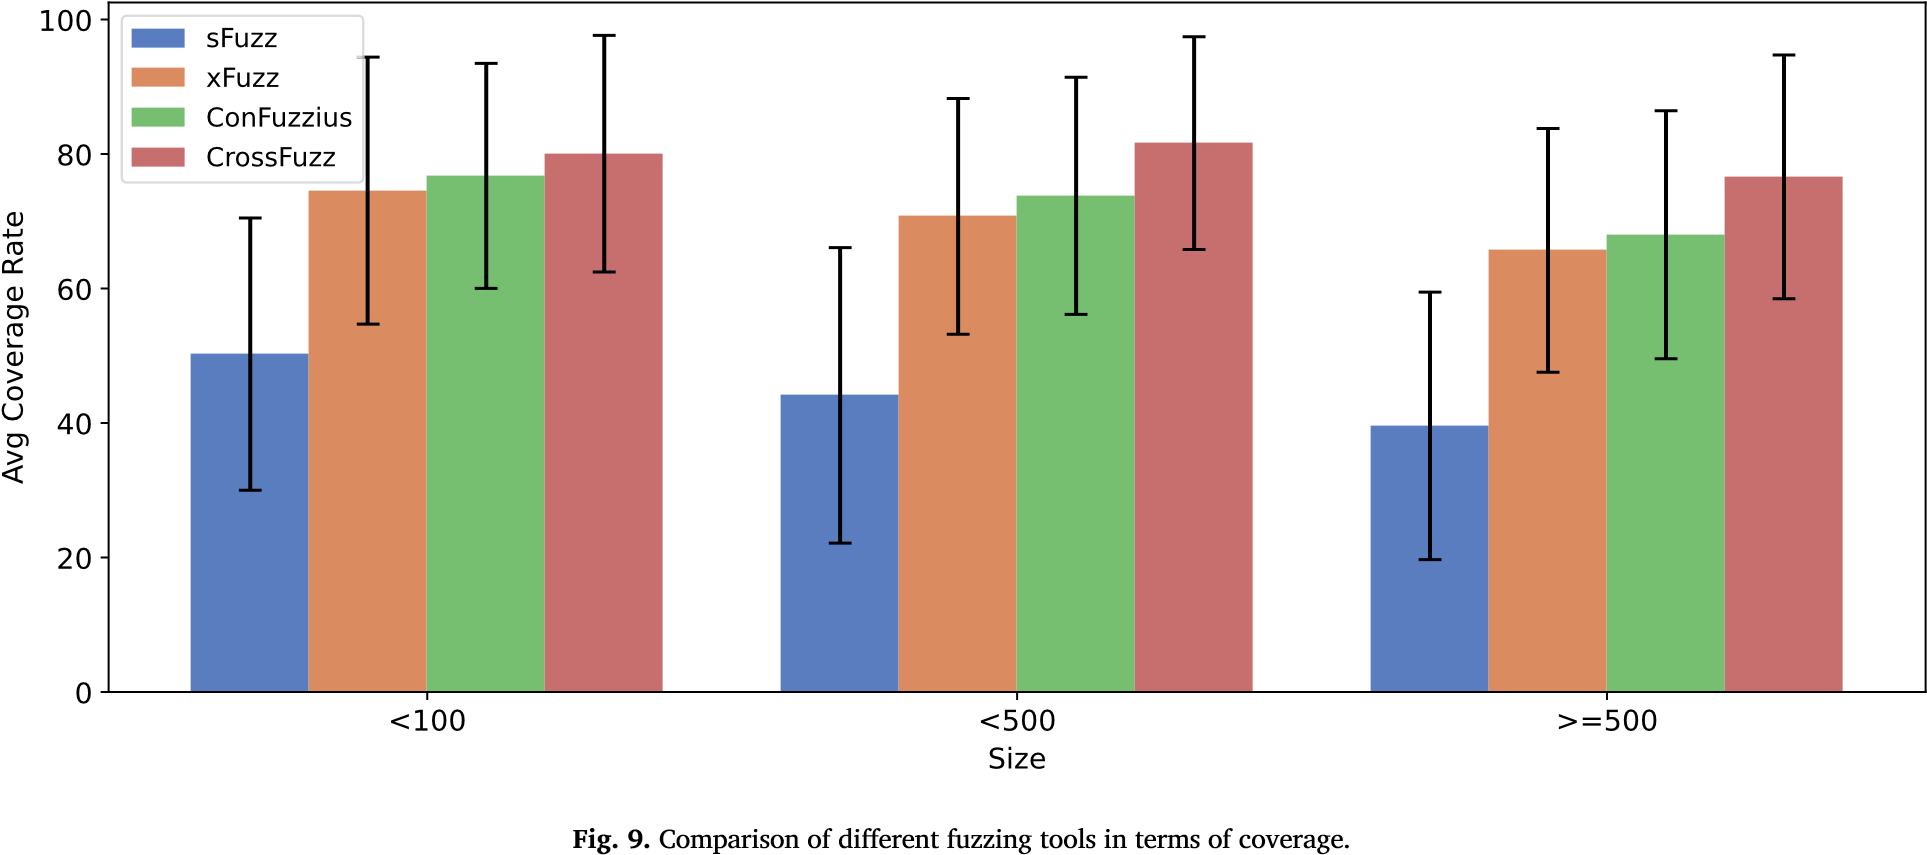 100
80
60
40
20
0
Avg Coverage Rate
sFuzz
xFuzz
ConFuzzius
CrossFuzz
<100
<500
>=500
Size
Fig. 9. Comparison of different fuzzing tools in terms of coverage.